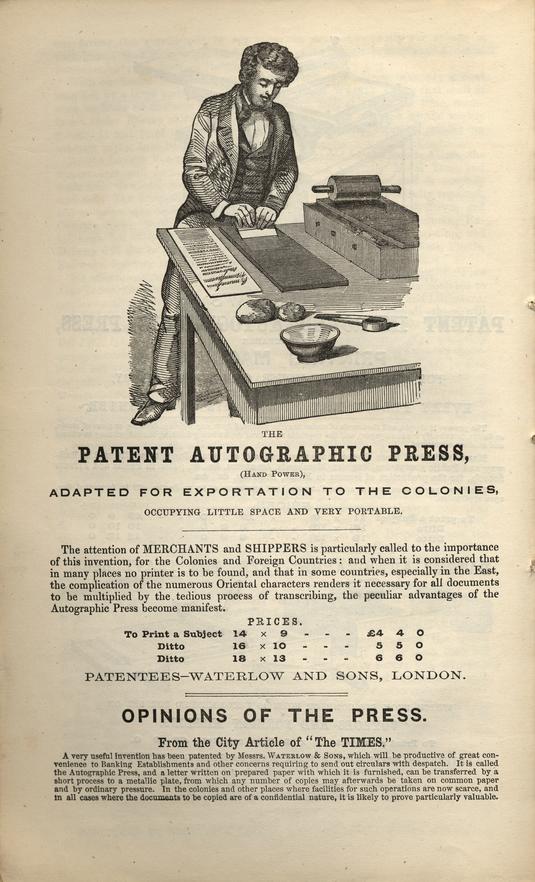 THE
PATENT AUTOGRAPHIC PRESS,
(HAND POWER),
ADAPTED FOR EXPORTATION TO THE COLONIES,
OCCUPYING LITTLE SPACE AND VERY PORTABLE.
The attention of MERCHANTS and SHIPPERS is particularly called to the importance
of this invention, for the Colonies and Foreign Countries: and when it is considered that
in many places no printer is to be found, and that in some countries, especially in the East,
the complication of the numerous Oriental characters renders it necessary for all documents
to be multiplied by the tedious process of transcribing, the peculiar advantages of the
Autographic Press become manifest.
PRICES.
To Print a Subject 14 × 9 - - - £4 4 0
Ditto 16 × 10 - - - 5 5 0
Ditto 18 × 13 - - - 6 6 0
PATENTEES–WATERLOW AND SONS, LONDON.
OPINIONS OF THE PRESS.
From the City Article of "The TIMES."
A very useful invention has been patented by Messrs. WATERLOW & SONS, which will be productive of great con-
venience to Banking Establishments and other concerns requiring to send out circulars with despatch. It is called
the Autographic Press, and a letter written on prepared paper with which it is furnished, can be transferred by a
short process to a metallic plate, from which any number of copies may afterwards be taken on common paper
and by ordinary pressure. In the colonies and other places where facilities for such operations are now scarce, and
in all cases where the documents to be copied are of a confidential nature, it is likely to prove particularly valuable.